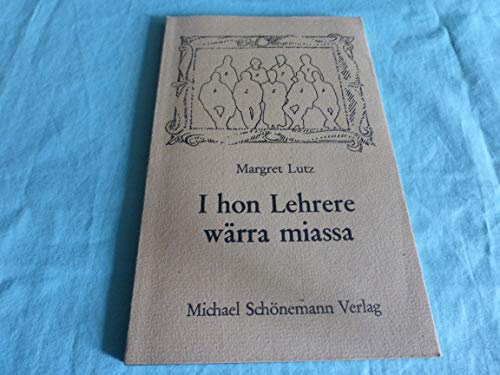 Margret Lutz
I hon Lehrere
wärra miassa
Michael Schönemann Verlag